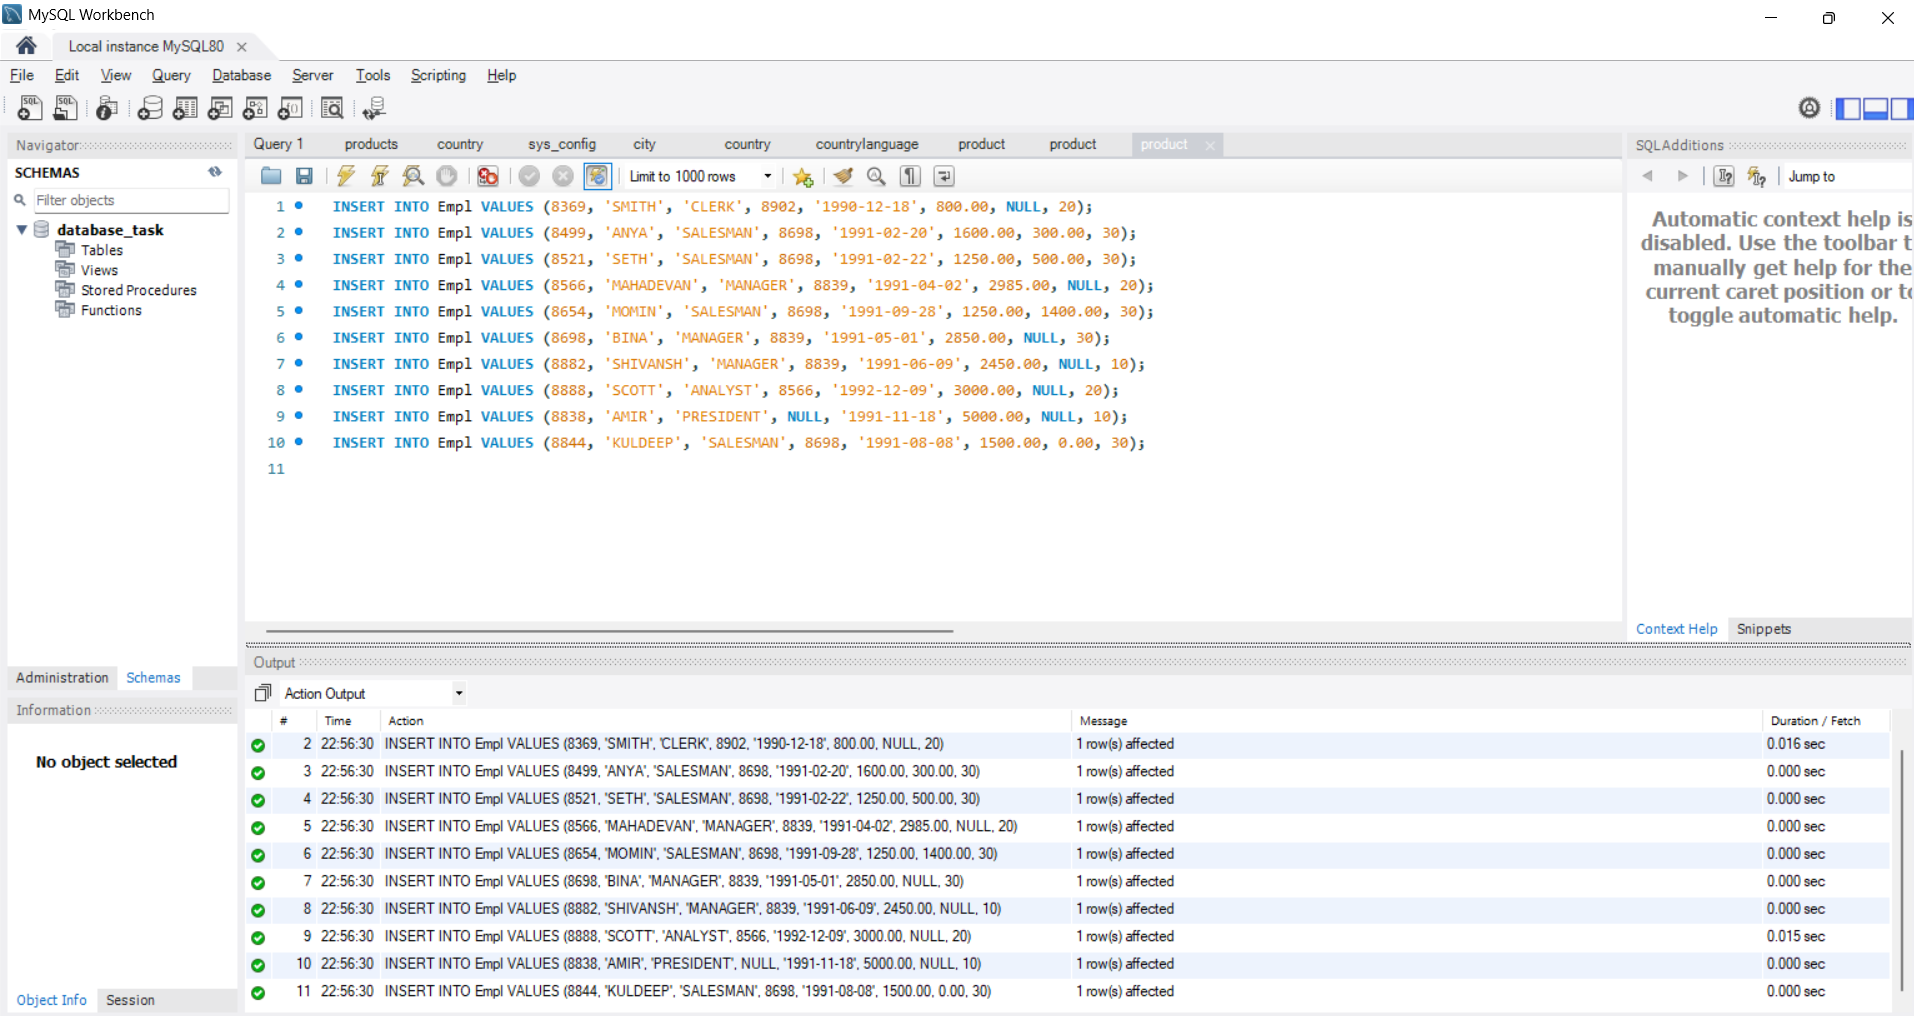 MySQL Workbench
Local instance MySQL80
File Edit View Query Database Server Tools Scripting Help
Navigator
SCHEMAS
Filter objects
database_task
Tables
Views
Stored Procedures
Functions
Administration Schemas
Information
No object selected
Object Info Session
Query 1 products country sys_config city country countrylanguage product product product
Limit to 1000 rows
1 INSERT INTO Empl VALUES (8369, 'SMITH', 'CLERK', 8902, '1990-12-18', 800.00, NULL, 20);
2 INSERT INTO Empl VALUES (8499, 'ANYA', 'SALESMAN', 8698, '1991-02-20', 1600.00, 300.00, 30);
3 INSERT INTO Empl VALUES (8521, 'SETH', 'SALESMAN', 8698, '1991-02-22', 1250.00, 500.00, 30);
4 INSERT INTO Empl VALUES (8566, 'MAHADEVAN', 'MANAGER', 8839, '1991-04-02', 2985.00, NULL, 20);
5 INSERT INTO Empl VALUES (8654, 'MOMIN', 'SALESMAN', 8698, '1991-09-28', 1250.00, 1400.00, 30);
6 INSERT INTO Empl VALUES (8698, 'BINA', 'MANAGER', 8839, '1991-05-01', 2850.00, NULL, 30);
7 INSERT INTO Empl VALUES (8882, 'SHIVANSH', 'MANAGER', 8839, '1991-06-09', 2450.00, NULL, 10);
8 INSERT INTO Empl VALUES (8888, 'SCOTT', 'ANALYST', 8566, '1992-12-09', 3000.00, NULL, 20);
9 INSERT INTO Empl VALUES (8838, 'AMIR', 'PRESIDENT', NULL, '1991-11-18', 5000.00, NULL, 10);
10 INSERT INTO Empl VALUES (8844, 'KULDEEP', 'SALESMAN', 8698, '1991-08-08', 1500.00, 0.00, 30);
11
SQLAdditions
Jump to
Automatic context help is
disabled. Use the toolbar t
manually get help for the
current caret position or to
toggle automatic help.
Context Help Snippets
Output
Action Output
# Time Action Message Duration / Fetch
2 22:56:30 INSERT INTO Empl VALUES (8369, 'SMITH', 'CLERK', 8902, '1990-12-18', 800.00, NULL, 20) 1 row(s) affected 0.016 sec
3 22:56:30 INSERT INTO Empl VALUES (8499, 'ANYA', 'SALESMAN', 8698, '1991-02-20', 1600.00, 300.00, 30) 1 row(s) affected 0.000 sec
4 22:56:30 INSERT INTO Empl VALUES (8521, 'SETH', 'SALESMAN', 8698, '1991-02-22', 1250.00, 500.00, 30) 1 row(s) affected 0.000 sec
5 22:56:30 INSERT INTO Empl VALUES (8566, 'MAHADEVAN', 'MANAGER', 8839, '1991-04-02', 2985.00, NULL, 20) 1 row(s) affected 0.000 sec
6 22:56:30 INSERT INTO Empl VALUES (8654, 'MOMIN', 'SALESMAN', 8698, '1991-09-28', 1250.00, 1400.00, 30) 1 row(s) affected 0.000 sec
7 22:56:30 INSERT INTO Empl VALUES (8698, 'BINA', 'MANAGER', 8839, '1991-05-01', 2850.00, NULL, 30) 1 row(s) affected 0.000 sec
8 22:56:30 INSERT INTO Empl VALUES (8882, 'SHIVANSH', 'MANAGER', 8839, '1991-06-09', 2450.00, NULL, 10) 1 row(s) affected 0.000 sec
9 22:56:30 INSERT INTO Empl VALUES (8888, 'SCOTT', 'ANALYST', 8566, '1992-12-09', 3000.00, NULL, 20) 1 row(s) affected 0.015 sec
10 22:56:30 INSERT INTO Empl VALUES (8838, 'AMIR', 'PRESIDENT', NULL, '1991-11-18', 5000.00, NULL, 10) 1 row(s) affected 0.000 sec
11 22:56:30 INSERT INTO Empl VALUES (8844, 'KULDEEP', 'SALESMAN', 8698, '1991-08-08', 1500.00, 0.00, 30) 1 row(s) affected 0.000 sec